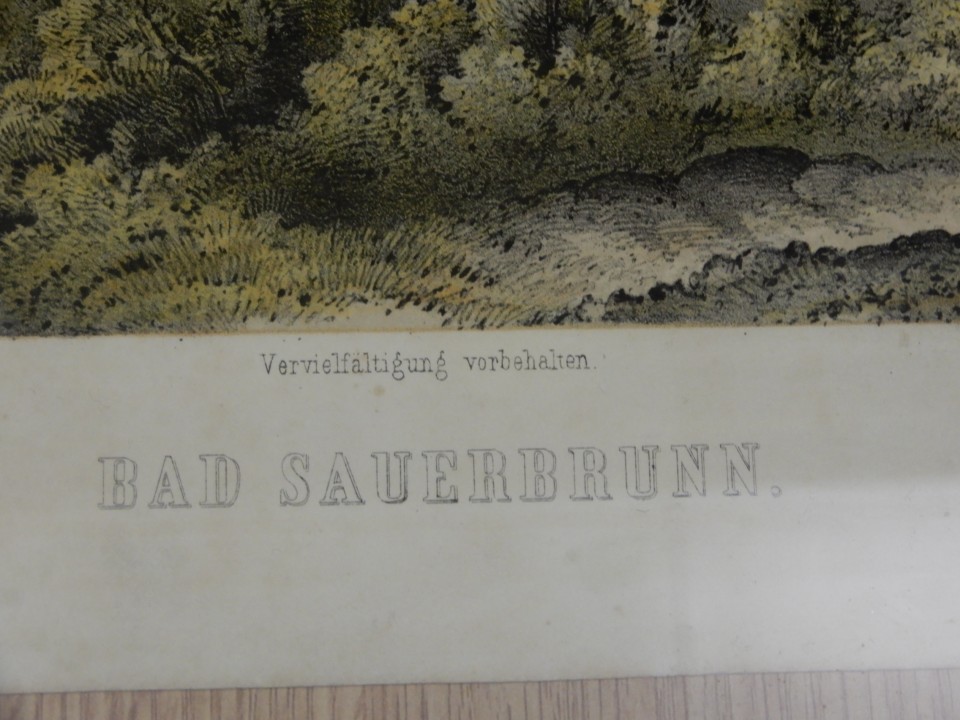 Vervielfältigung vorbehalten.
BAD SAUERBRUNN.